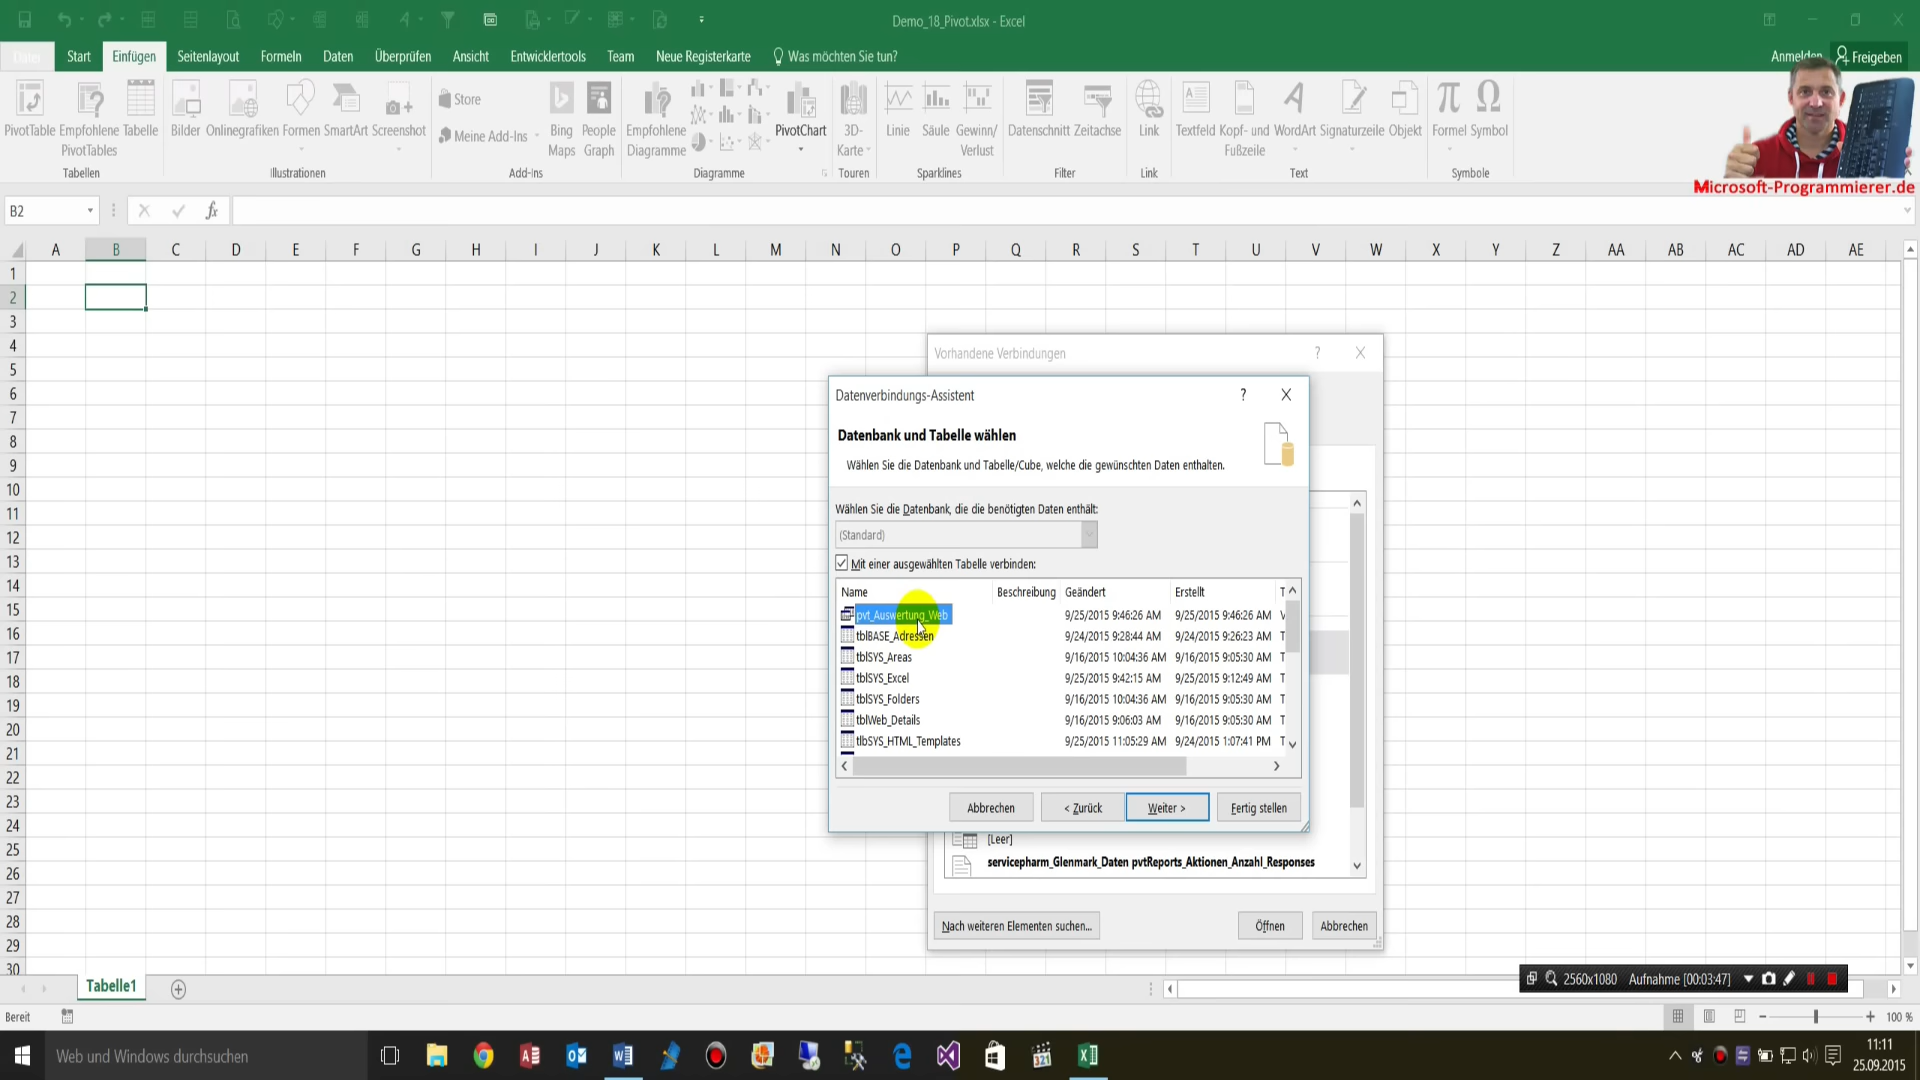 Demo_18_Pivot.xlsx - Excel
Start Einfügen Seitenlayout Formeln Daten Überprüfen Ansicht Entwicklertools Team Neue Registerkarte Was möchten Sie tun? Anmelden Freigeben
PivotTable Empfohlene PivotTables Tabelle
Bilder Onlinegrafiken Formen SmartArt Screenshot
Store
Meine Add-Ins
Bing Maps People Graph
Empfohlene Diagramme PivotChart
3D-Karte
Linie Säule Gewinn/Verlust
Datenschnitt Zeitachse
Link
Textfeld Kopf- und Fußzeile WordArt Signaturzeile Objekt
Formel Symbol
Tabellen Illustrationen Add-Ins Diagramme Touren Sparklines Filter Link Text Symbole
Microsoft-Programmierer.de
B2
fx
A B C D E F G H I J K L M N O P Q R S T U V W X Y Z AA AB AC AD AE
1
2
3
4
5
6
7
8
9
10
11
12
13
14
15
16
17
18
19
20
21
22
23
24
25
26
27
28
29
30
Vorhandene Verbindungen ?
Datenverbindungs-Assistent ?
Datenbank und Tabelle wählen
Wählen Sie die Datenbank und Tabelle/Cube, welche die gewünschten Daten enthalten.
Wählen Sie die Datenbank, die die benötigten Daten enthält:
(Standard)
Mit einer ausgewählten Tabelle verbinden:
Name Beschreibung Geändert Erstellt T
pvt_Auswertung_Web 9/25/2015 9:46:26 AM 9/25/2015 9:46:26 AM V
tblBASE_Adressen 9/24/2015 9:28:44 AM 9/24/2015 9:26:23 AM T
tblSYS_Areas 9/16/2015 10:04:36 AM 9/16/2015 9:05:30 AM T
tblSYS_Excel 9/25/2015 9:42:15 AM 9/25/2015 9:12:49 AM T
tblSYS_Folders 9/16/2015 10:04:36 AM 9/16/2015 9:05:30 AM T
tblWeb_Details 9/16/2015 9:06:03 AM 9/16/2015 9:05:30 AM T
tlbSYS_HTML_Templates 9/25/2015 11:05:29 AM 9/24/2015 1:07:41 PM T
Abbrechen < Zurück Weiter > Fertig stellen
[Leer]
servicepharm_Glenmark_Daten pvtReports_Aktionen_Anzahl_Responses
Nach weiteren Elementen suchen... Öffnen Abbrechen
2560x1080 Aufnahme [00:03:47]
Tabelle1
Bereit
100 %
Web und Windows durchsuchen
11:11
25.09.2015